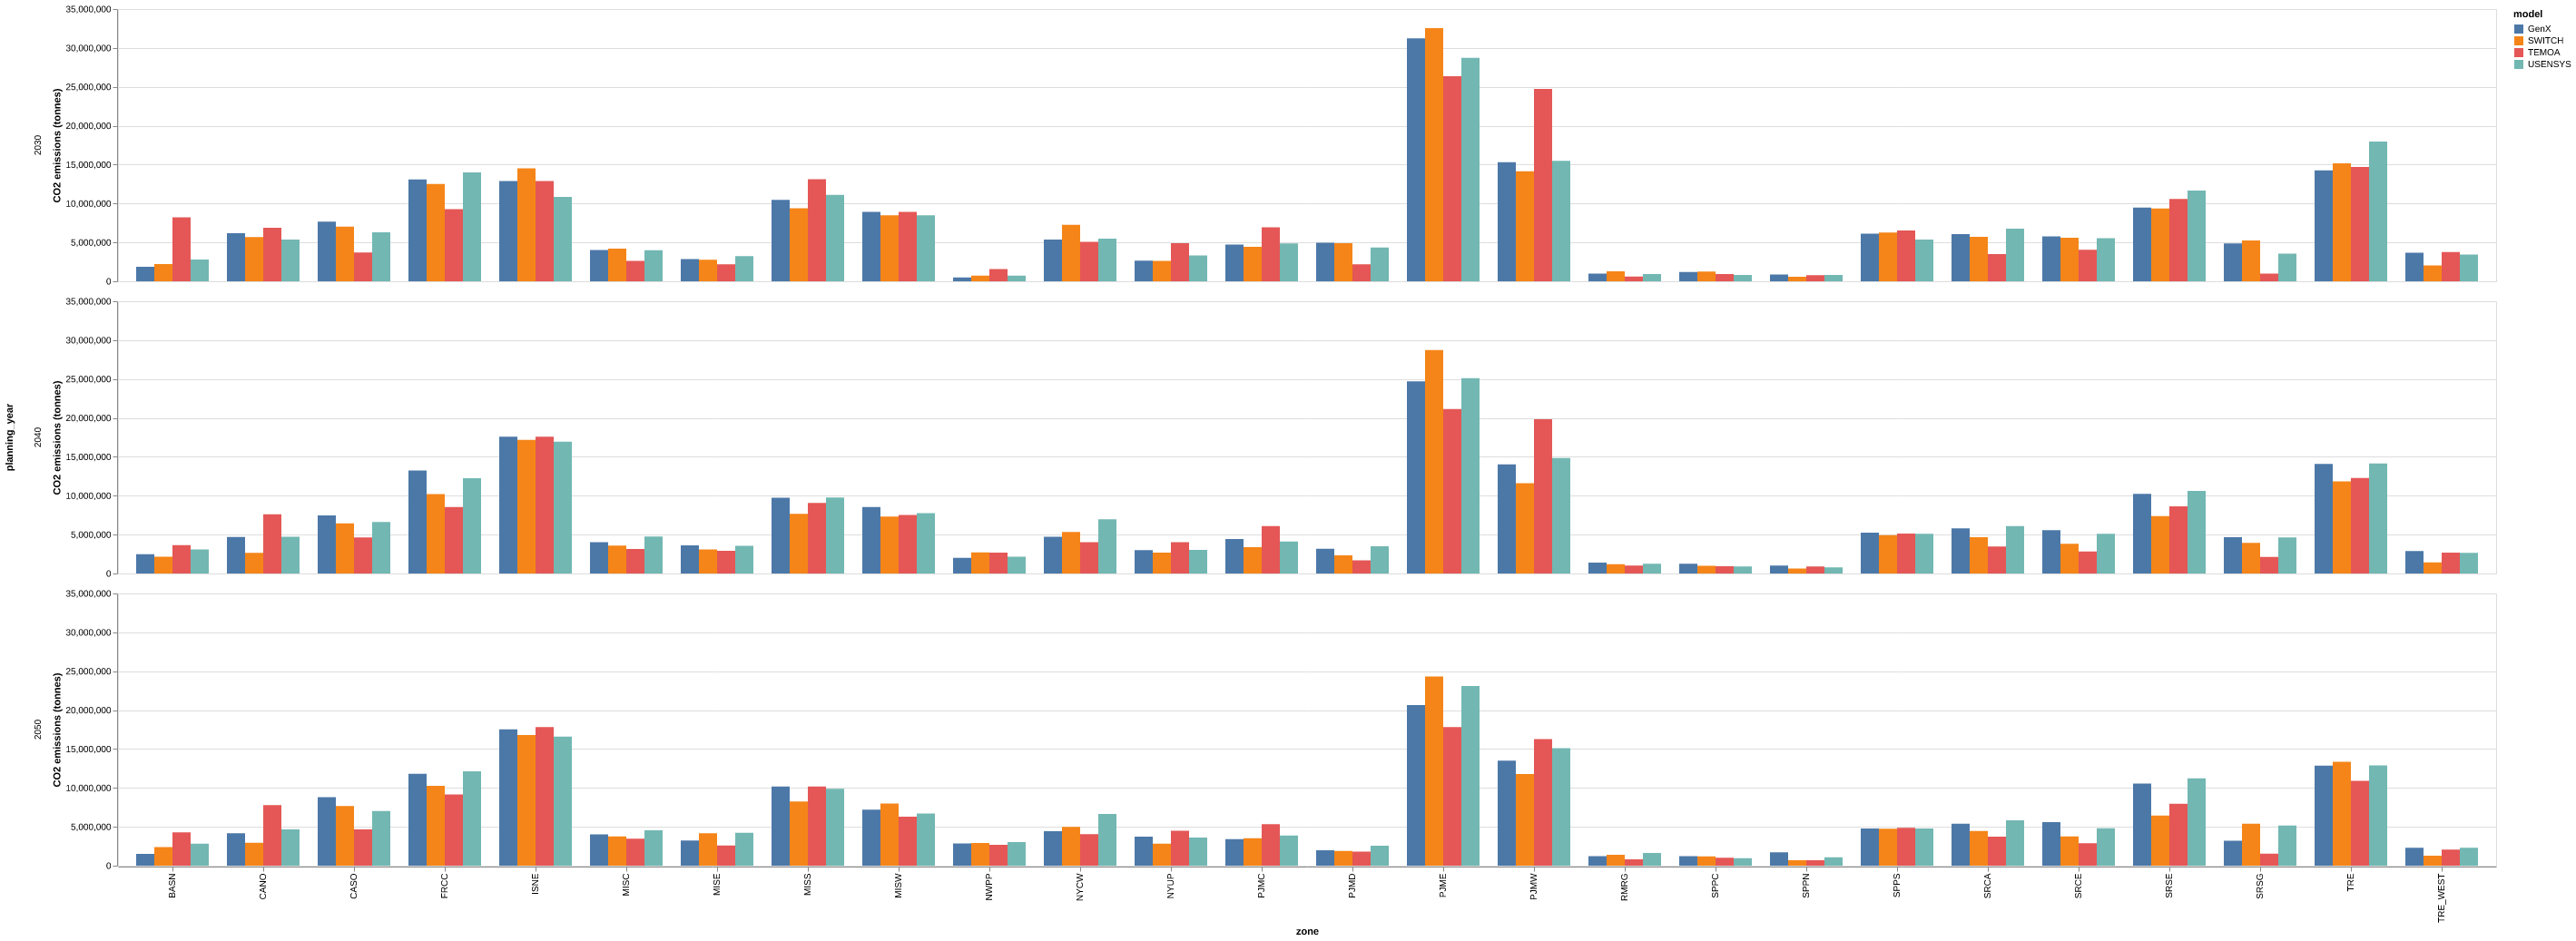 planning_year
2030
CO2 emissions (tonnes)
35,000,000
30,000,000
25,000,000
20,000,000
15,000,000
10,000,000
5,000,000
0
2040
CO2 emissions (tonnes)
35,000,000
30,000,000
25,000,000
20,000,000
15,000,000
10,000,000
5,000,000
0
2050
CO2 emissions (tonnes)
35,000,000
30,000,000
25,000,000
20,000,000
15,000,000
10,000,000
5,000,000
0
BASN
CANO
CASO
FRCC
ISNE
MISC
MISE
MISS
MISW
NWPP
NYCW
NYUP
PJMC
PJMD
PJME
PJMW
RMRG
SPPC
SPPN
SPPS
SRCA
SRCE
SRSE
SRSG
TRE
TRE_WEST
zone
model
GenX
SWITCH
TEMOA
USENSYS